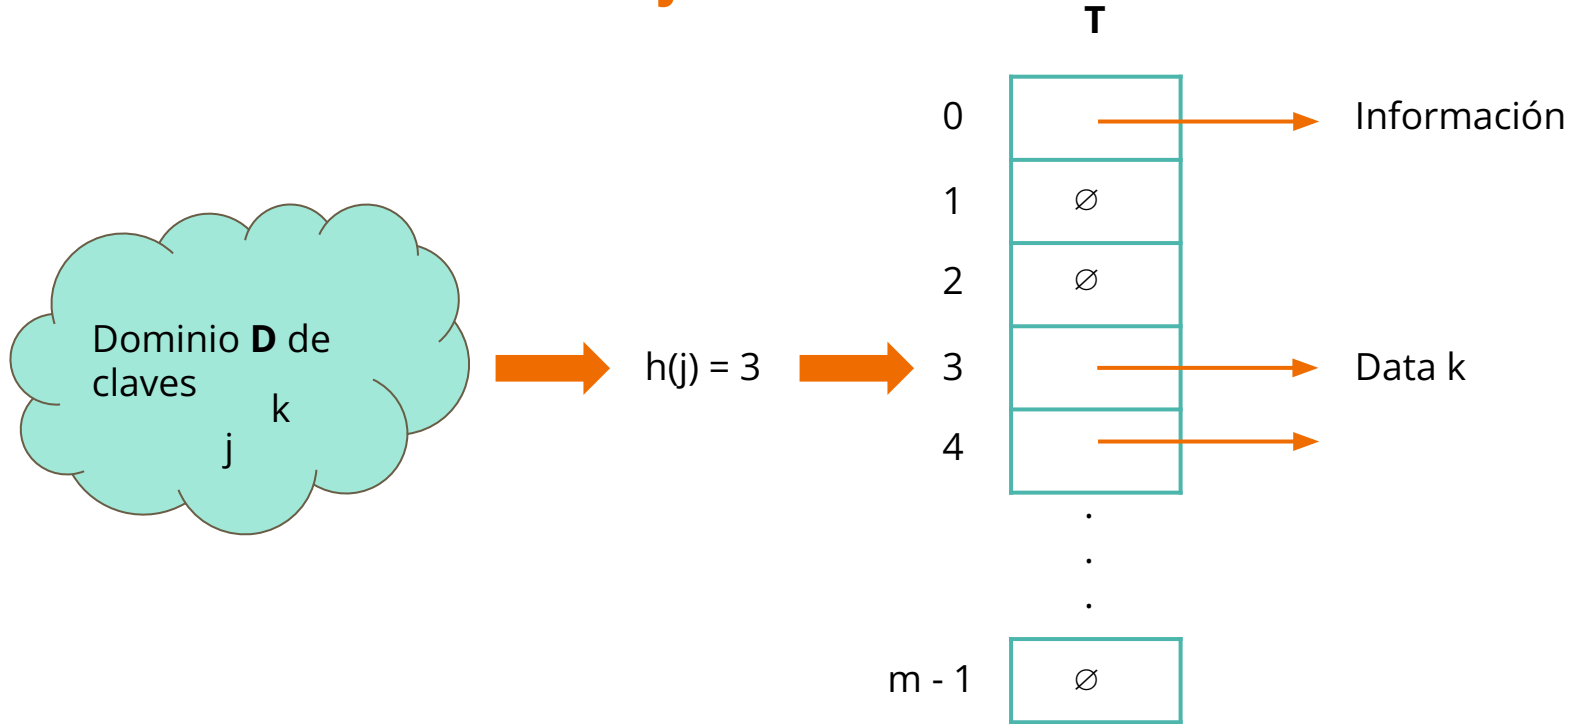 T
0
Información
1
∅
2
∅
Dominio D de
claves
k
j
h(j) = 3
3
Data k
4
.
.
.
m - 1
∅